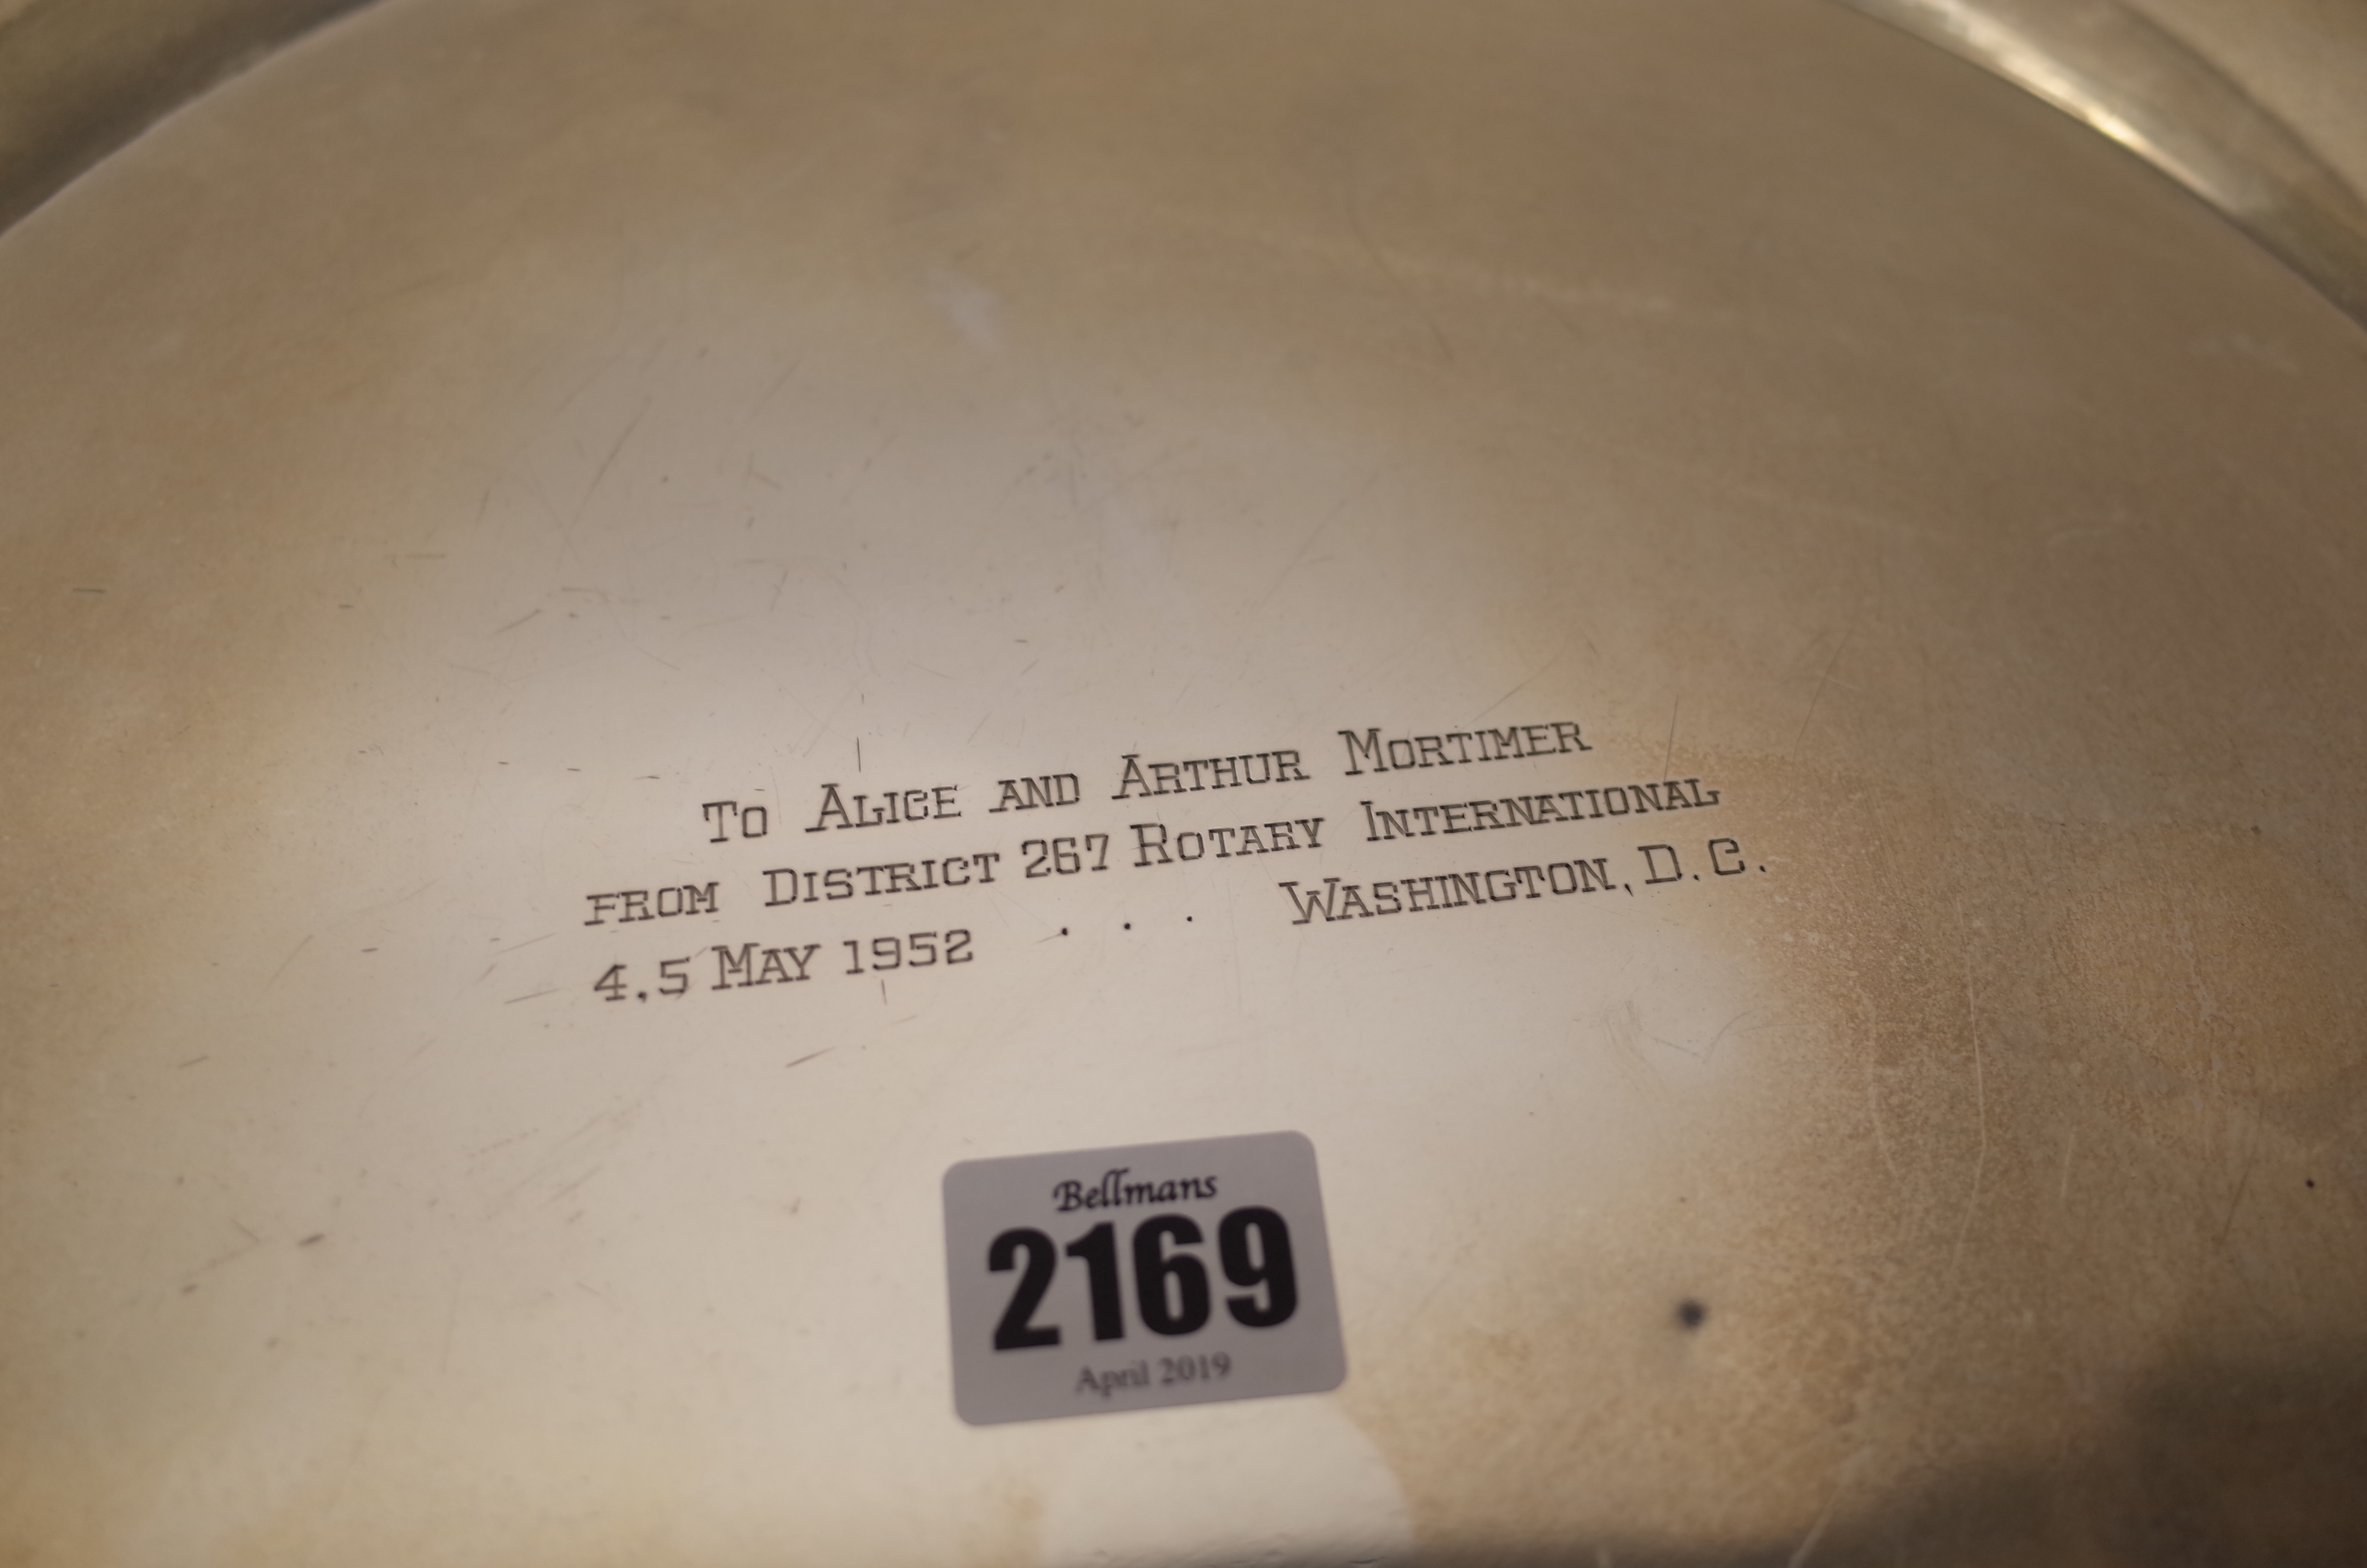 To Alice and Arthur Mortimer
from District 267 Rotary International
4.5 May 1952 . . . Washington, D.C.
Bellmans
2169
April 2019